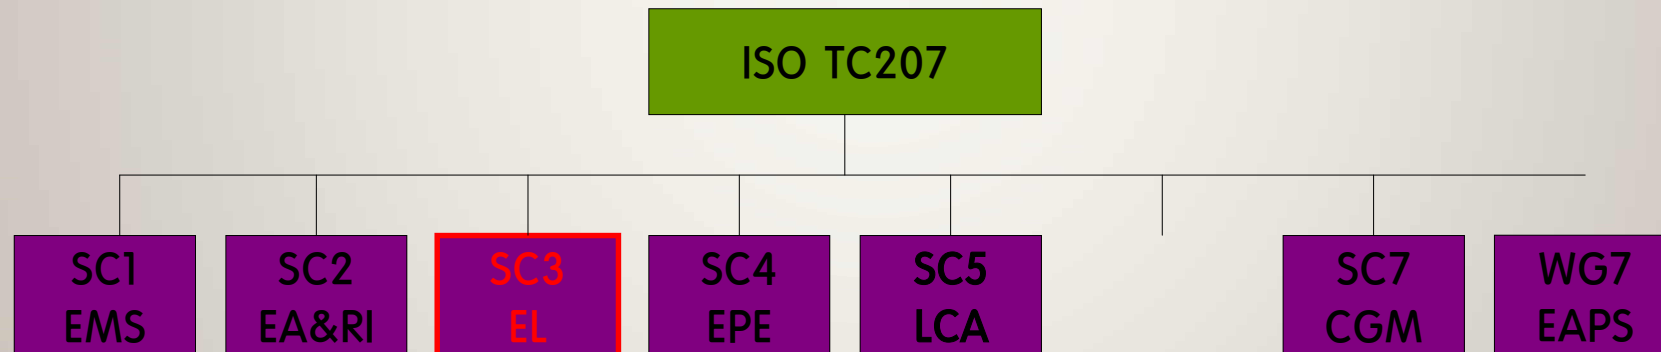 ISO TC207
SC1
EMS
SC2
EA&RI
SC3
EL
SC4
EPE
SC5
LCA
SC7
CGM
WG7
EAPS